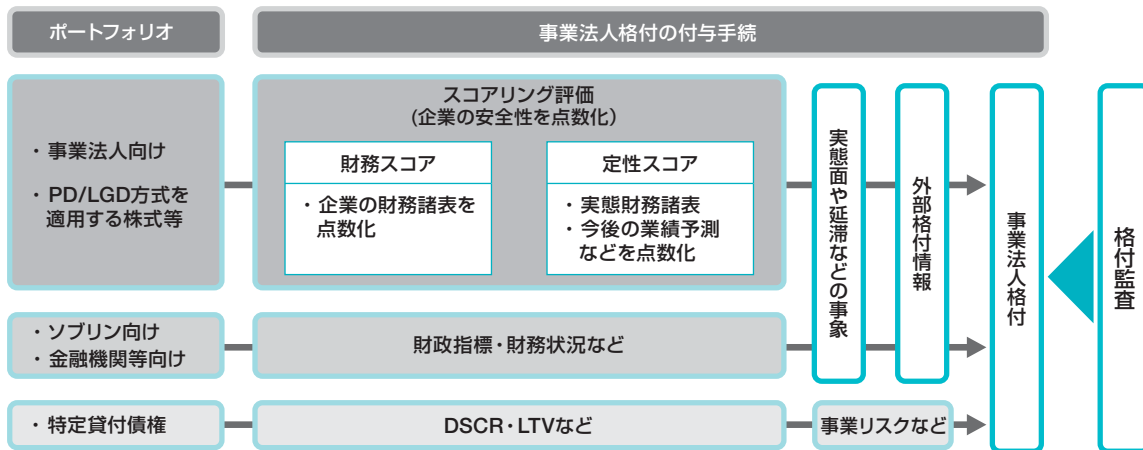 ポートフォリオ
事業法人格付の付与手続
・ 事業法人向け
・ PD/LGD方式を
適用する株式等
スコアリング評価
(企業の安全性を点数化)
財務スコア
・ 企業の財務諸表を
点数化
定性スコア
・ 実態財務諸表
・ 今後の業績予測
などを点数化
実態面や延滞などの事象
外部格付情報
事業法人格付
格付監査
・ ソブリン向け
・ 金融機関等向け
財政指標・財務状況など
・ 特定貸付債権
DSCR・LTVなど
事業リスクなど